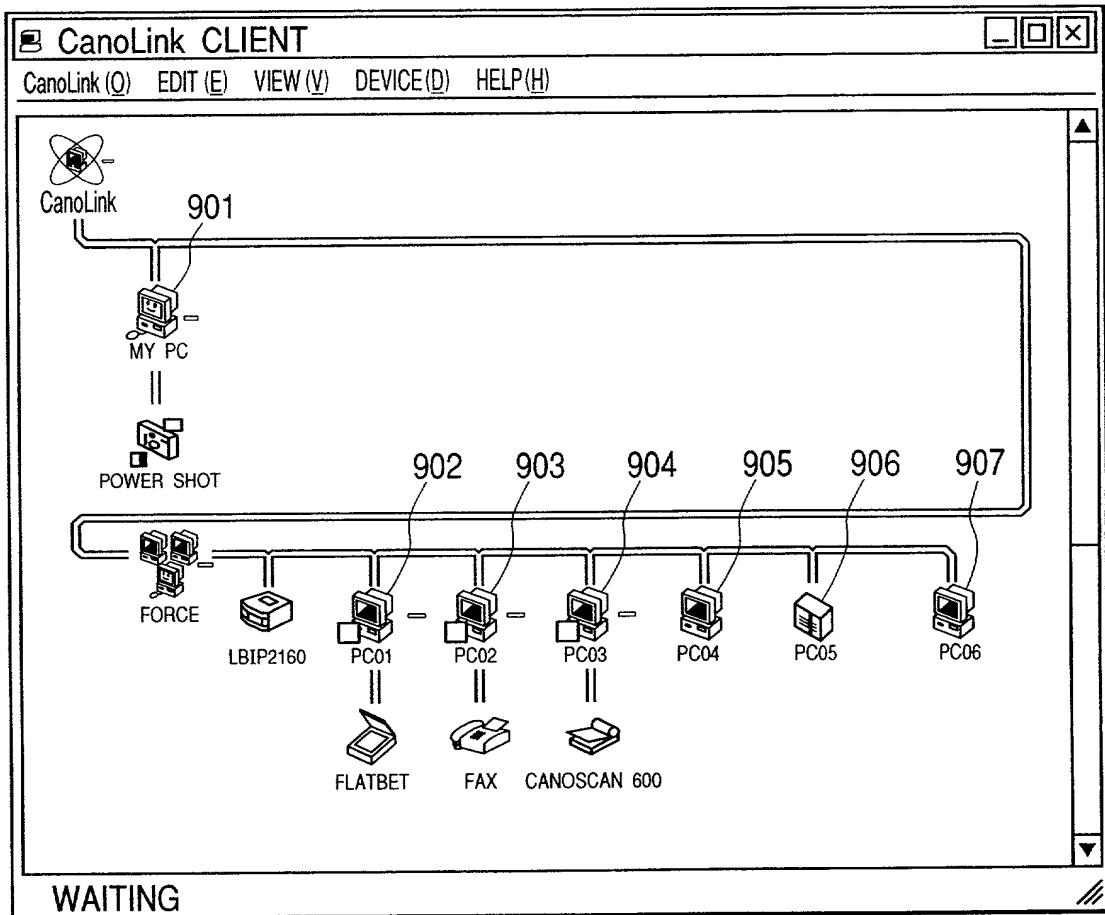 CanoLink CLIENT
CanoLink (O) EDIT (E) VIEW (V) DEVICE (D) HELP (H)
CanoLink
901
MY PC
POWER SHOT
902 903 904 905 906 907
FORCE
LBIP2160 PC01 PC02 PC03 PC04 PC05 PC06
FLATBET FAX CANOSCAN 600
WAITING